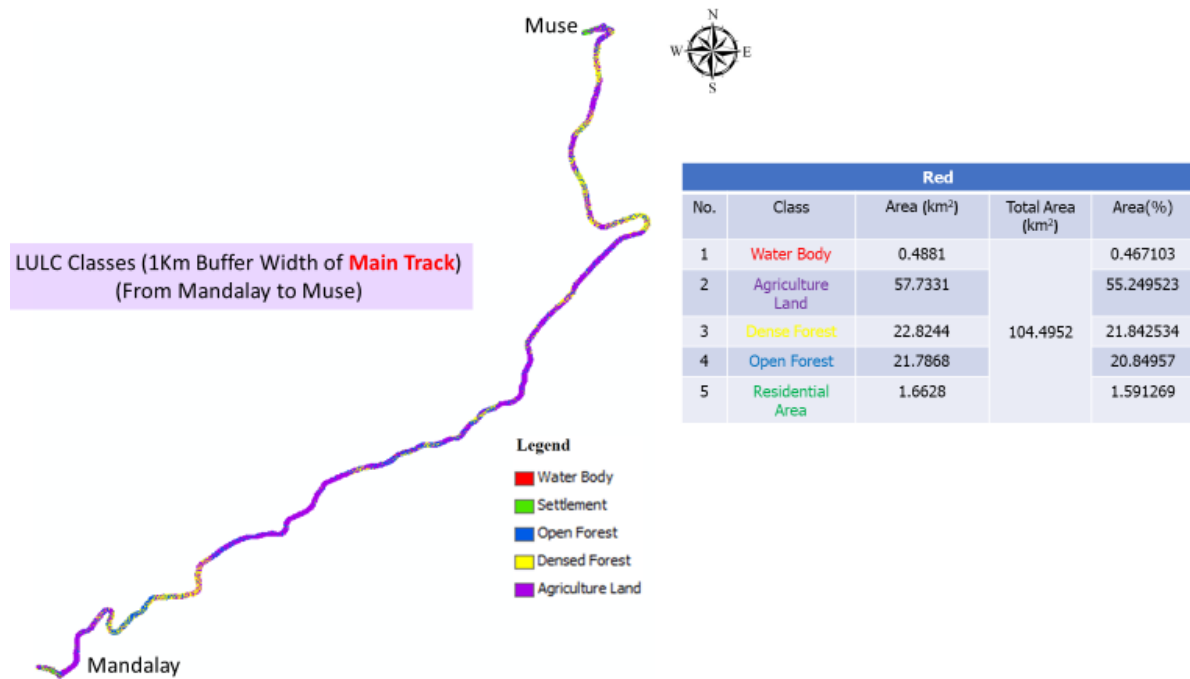 Muse
N
W E
S
LULC Classes (1Km Buffer Width of Main Track)
(From Mandalay to Muse)
Red
No. Class Area (km²) Total Area (km²) Area(%)
1 Water Body 0.4881 0.467103
2 Agriculture Land 57.7331 55.249523
3 Dense Forest 22.8244 104.4952 21.842534
4 Open Forest 21.7868 20.84957
5 Residential Area 1.6628 1.591269
Legend
Water Body
Settlement
Open Forest
Densed Forest
Agriculture Land
Mandalay